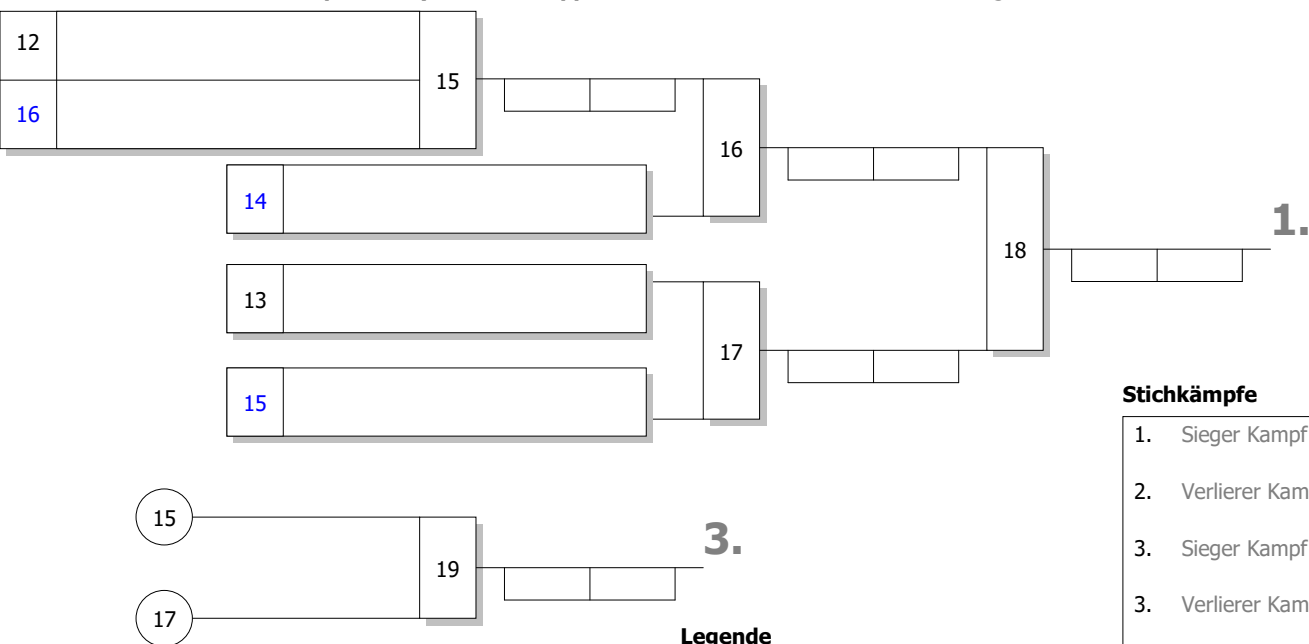 12
15
16
16
14
1.
18
13
17
15
Stichkämpfe
1. Sieger Kampf
2. Verlierer Kam
3. Sieger Kampf
3. Verlierer Kam
15
3.
19
17
Legende